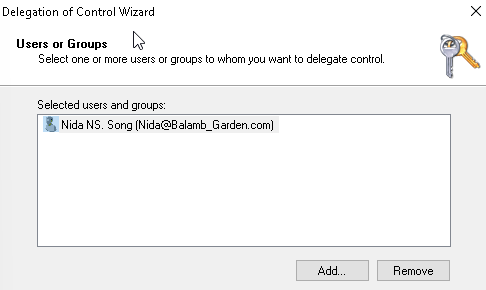 Delegation of Control Wizard
Users or Groups
Select one or more users or groups to whom you want to delegate control.
Selected users and groups:
Nida NS. Song (Nida@Balamb_Garden.com)
Add...
Remove